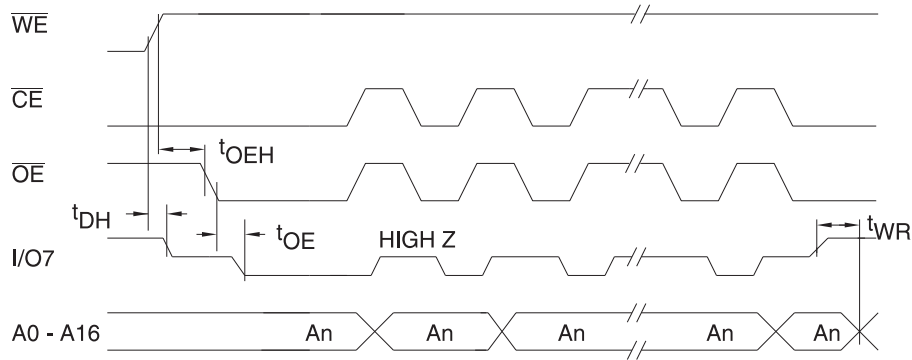 WE
CE
tOEH
OE
tDH
tOE
tWR
I/O7
HIGH Z
A0 - A16
An An An An An